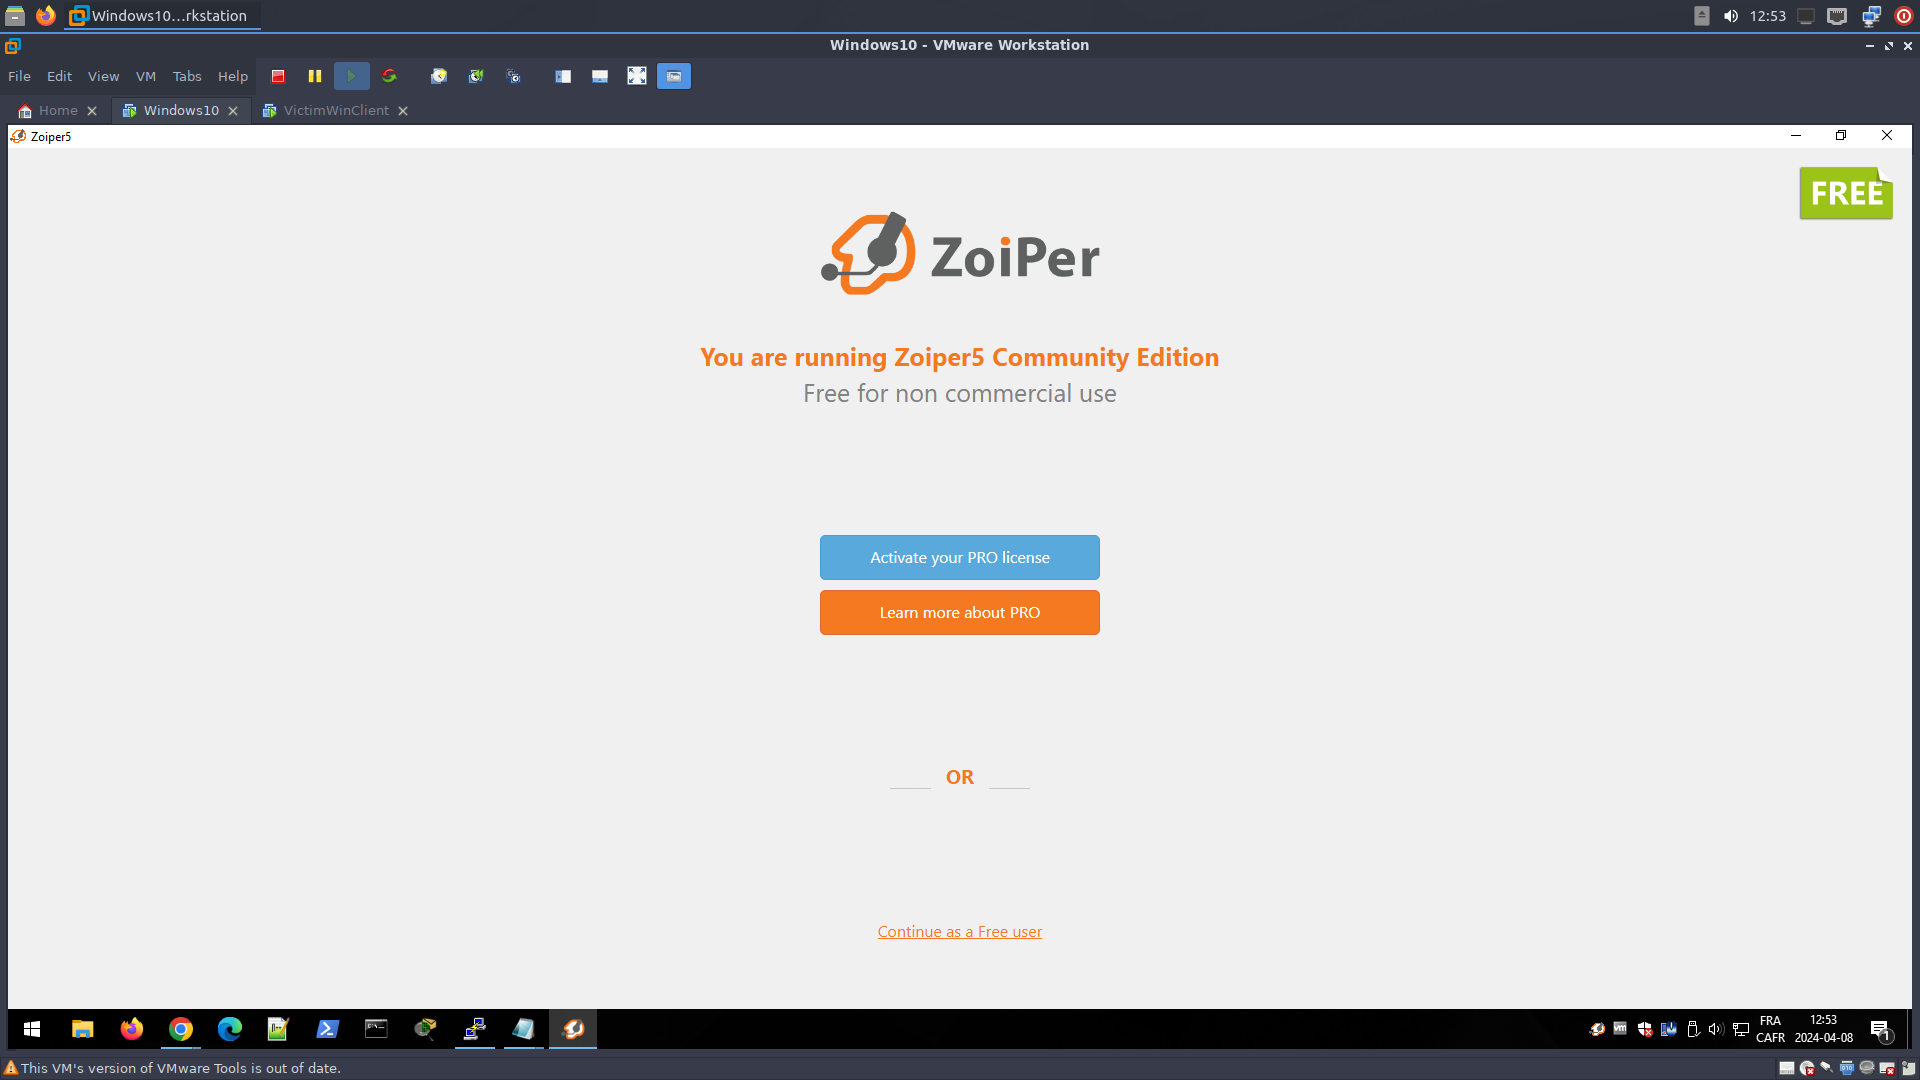 Windows10...rkstation
12:53
Windows10 - VMware Workstation
File Edit View VM Tabs Help
Home Windows10 VictimWinClient
Zoiper5
FREE
ZoiPer
You are running Zoiper5 Community Edition
Free for non commercial use
Activate your PRO license
Learn more about PRO
OR
Continue as a Free user
FRA
CAFR
12:53
2024-04-08
1
This VM's version of VMware Tools is out of date.